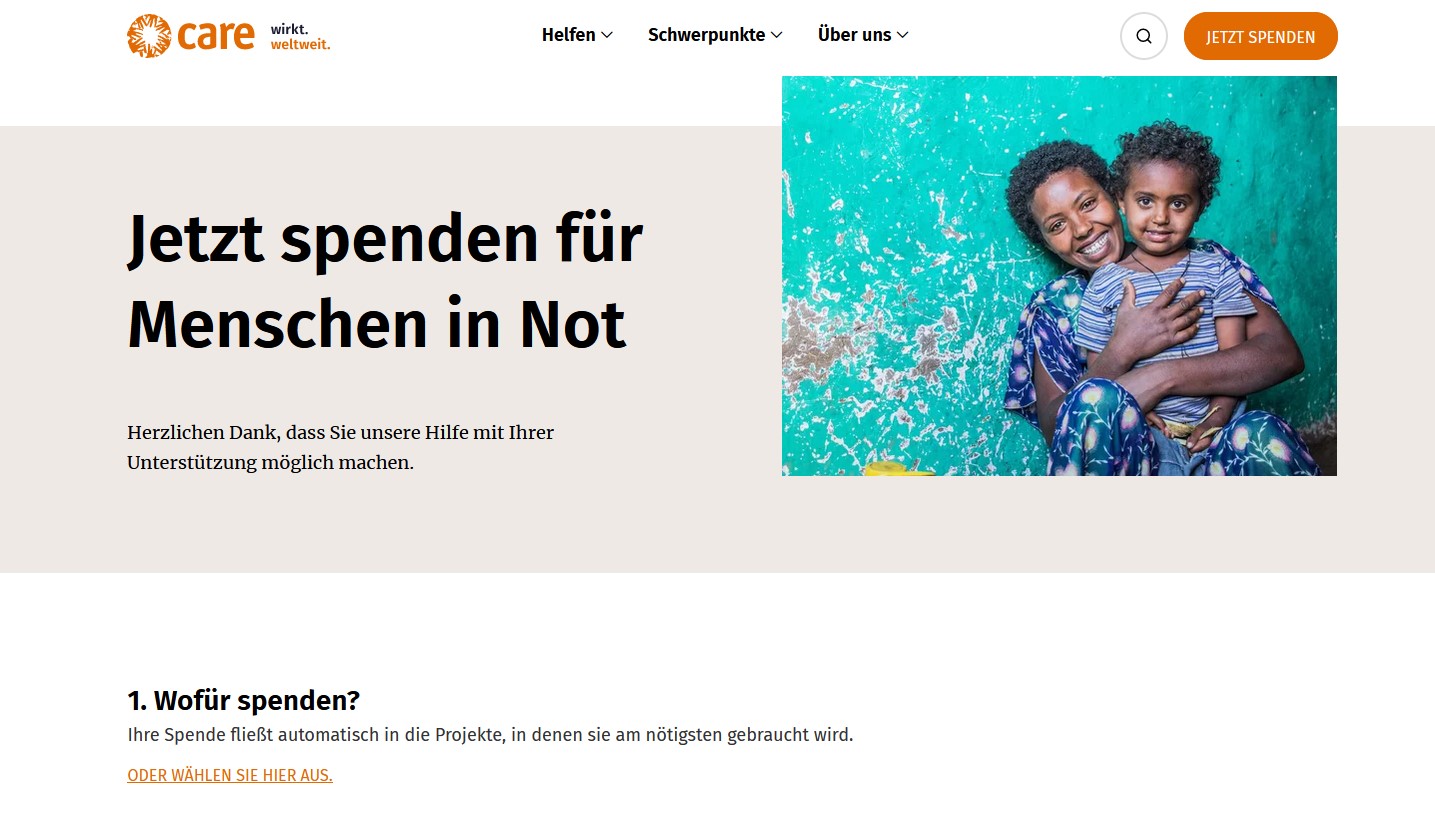 care
wirkt.
weltweit.
Helfen
Schwerpunkte
Über uns
JETZT SPENDEN
Jetzt spenden für
Menschen in Not
Herzlichen Dank, dass Sie unsere Hilfe mit Ihrer
Unterstützung möglich machen.
1. Wofür spenden?
Ihre Spende fließt automatisch in die Projekte, in denen sie am nötigsten gebraucht wird.
ODER WÄHLEN SIE HIER AUS.